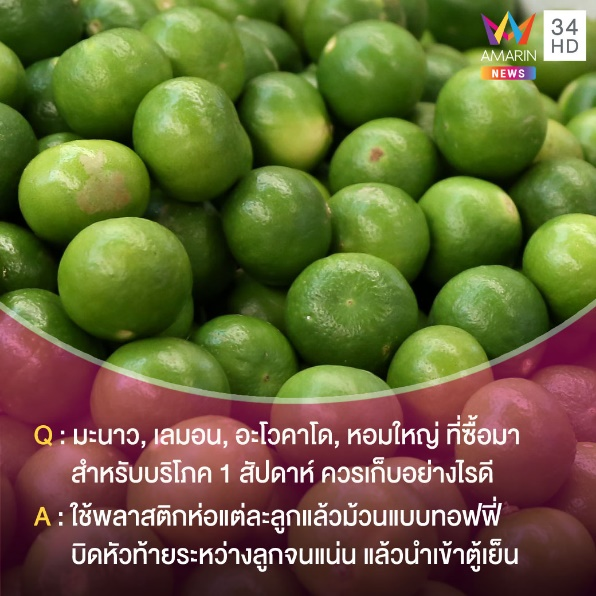 AMARIN
NEWS
34
HD
Q : มะนาว, เลมอน, อะโวคาโด, หอมใหญ่ ที่ซื้อมา
สำหรับบริโภค 1 สัปดาห์ ควรเก็บอย่างไรดี
A : ใช้พลาสติกห่อแต่ละลูกแล้วม้วนแบบทอฟฟี่
บิดหัวท้ายระหว่างลูกจนแน่น แล้วนำเข้าตู้เย็น